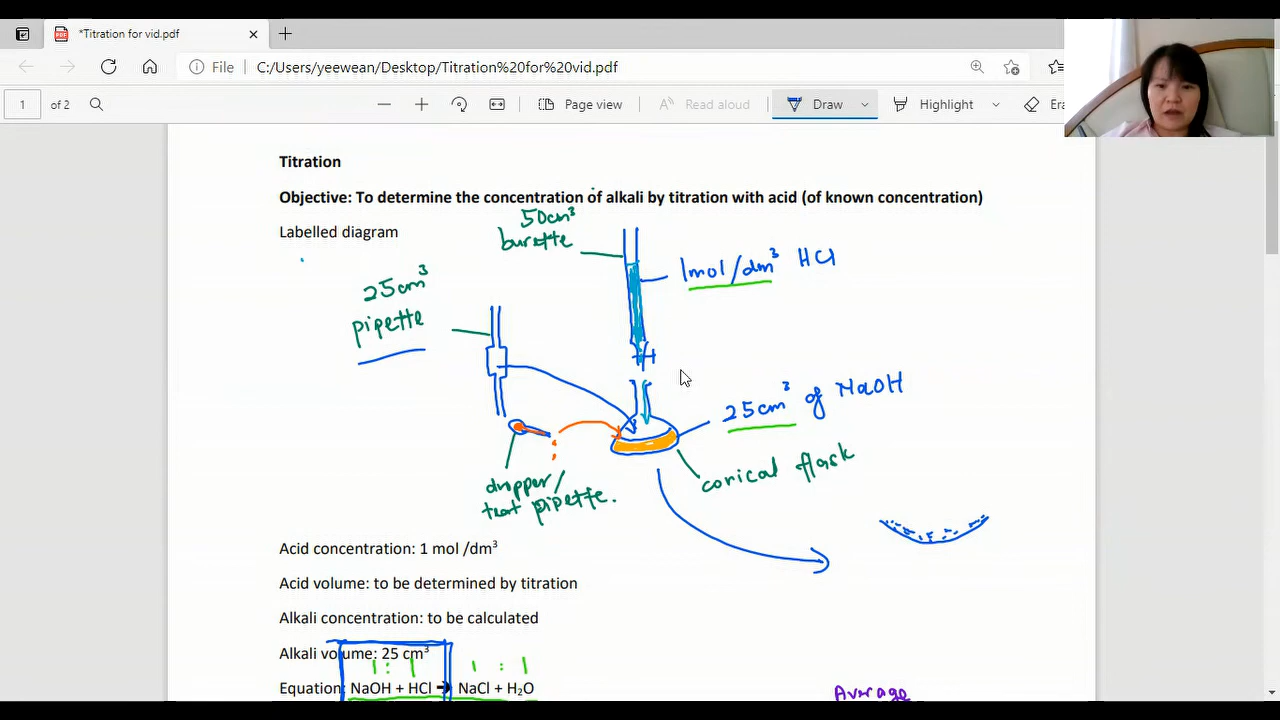 *Titration for vid.pdf
File C:/Users/yeewean/Desktop/Titration%20for%20vid.pdf
1 of 2 Page view Read aloud Draw Highlight Era
Titration
Objective: To determine the concentration of alkali by titration with acid (of known concentration)
50cm³
burette
Labelled diagram
1mol/dm³ HCl
25cm³
pipette
25cm³ of NaOH
conical flask
dropper/
teat pipette.
Acid concentration: 1 mol /dm³
Acid volume: to be determined by titration
Alkali concentration: to be calculated
Alkali volume: 25 cm³
1 : 1 1 : 1
Equation: NaOH + HCl → NaCl + H₂O
Average